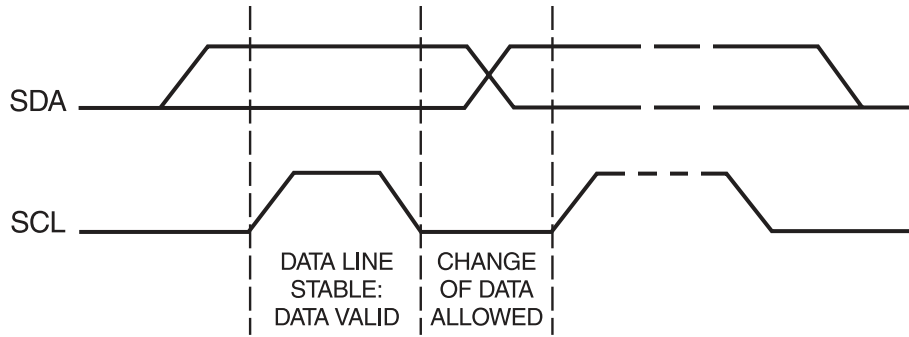 SDA
SCL
DATA LINE
STABLE:
DATA VALID
CHANGE
OF DATA
ALLOWED